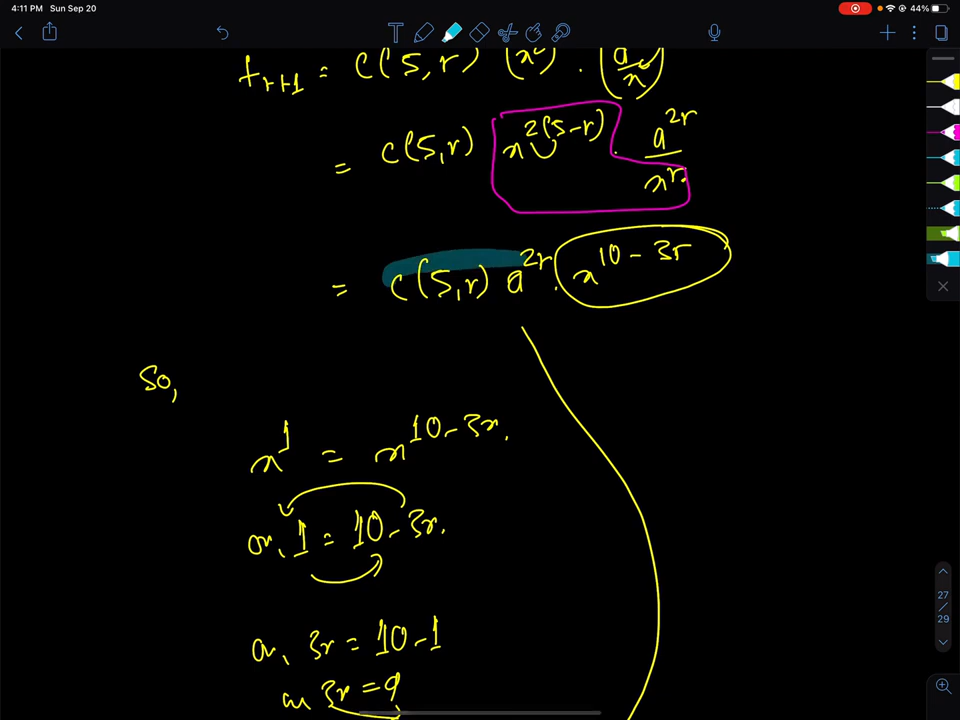 4:11 PM Sun Sep 20
44%
t_{r+1} = C(5,r) (x²) . (a/x)
= C(5,r) x^{2(5-r)} . a^{2r}/x^r.
= C(5,r) a^{2r} . x^{10-3r}
So,
x^1 = x^{10-3r}.
or, 1 = 10-3r.
or, 3r = 10-1
or 3r = 9
27
/
29